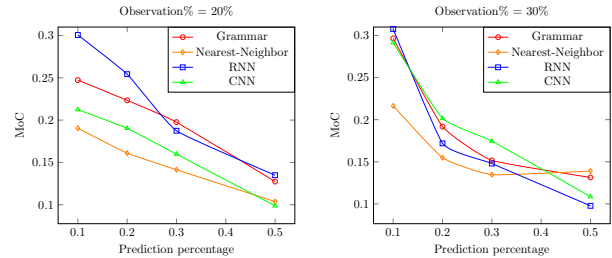 Observation% = 20%
MoC
0.3
0.25
0.2
0.15
0.1
Grammar
Nearest-Neighbor
RNN
CNN
0.1 0.2 0.3 0.4 0.5
Prediction percentage
Observation% = 30%
MoC
0.3
0.25
0.2
0.15
0.1
Grammar
Nearest-Neighbor
RNN
CNN
0.1 0.2 0.3 0.4 0.5
Prediction percentage